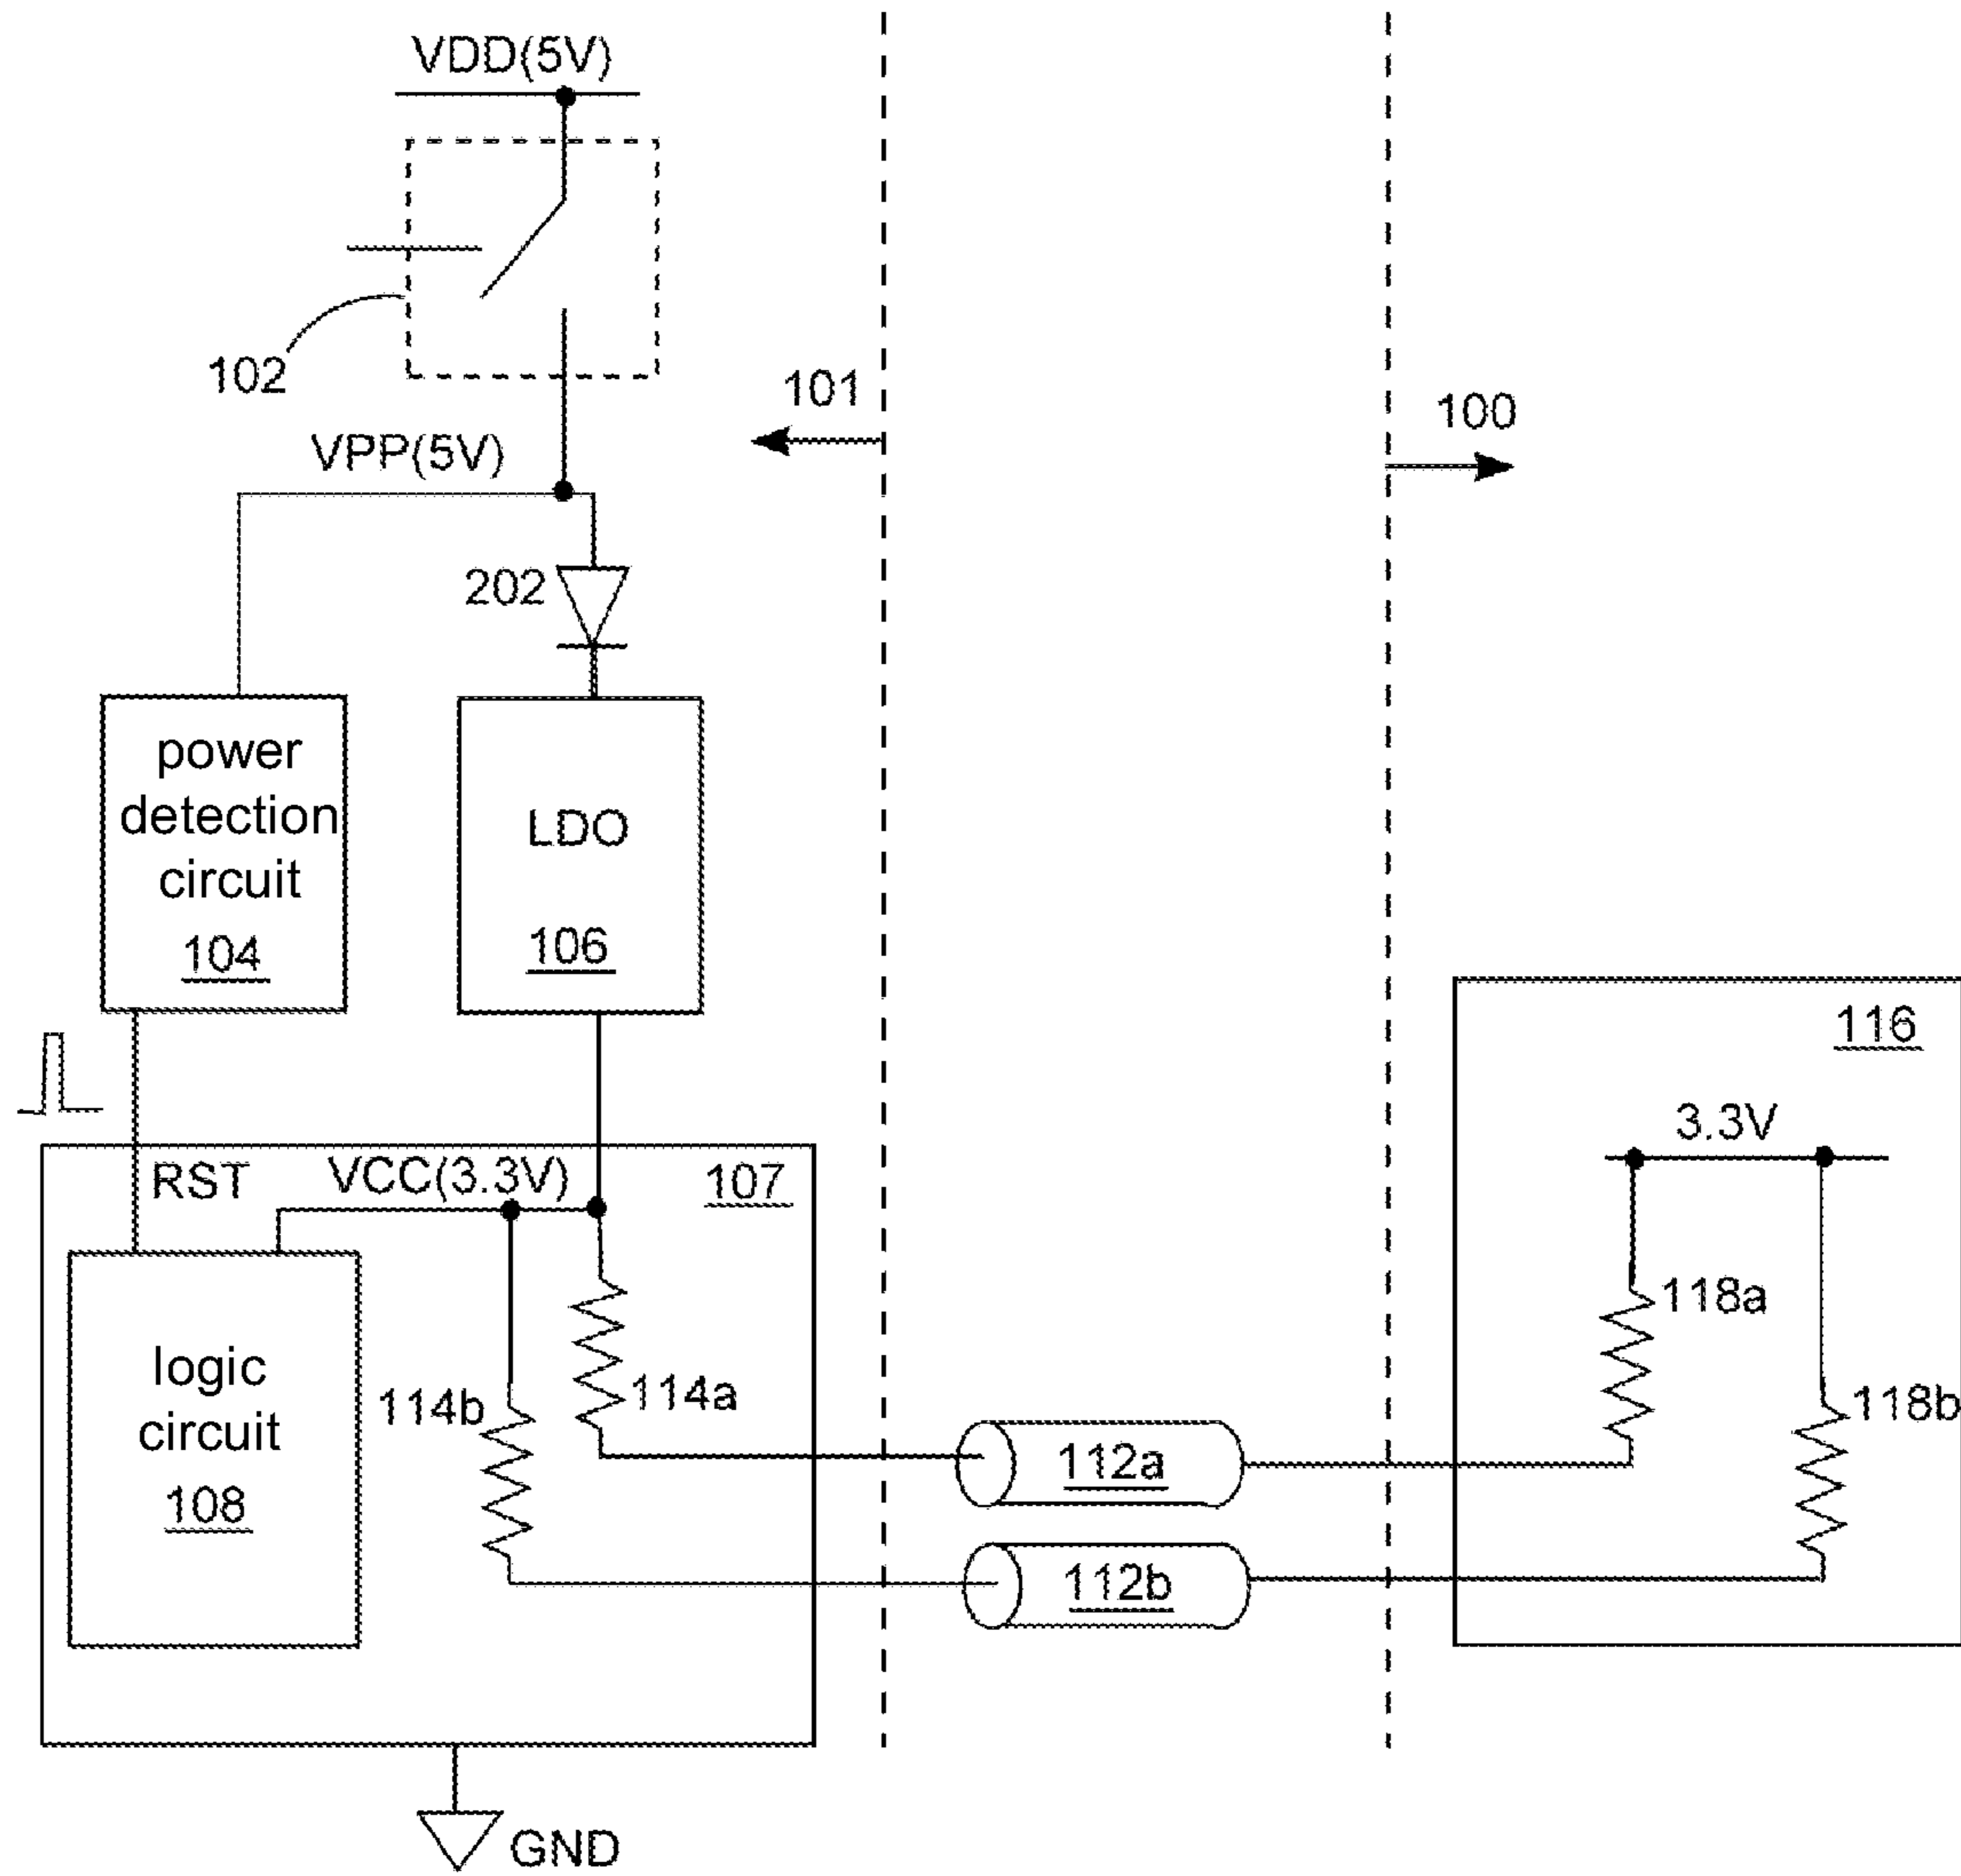 VDD(5V)
102
101
100
VPP(5V)
202
power
detection
circuit
104
LDO
106
116
3.3V
RST
VCC(3.3V)
107
118a
118b
logic
circuit
108
114b
114a
112a
112b
GND